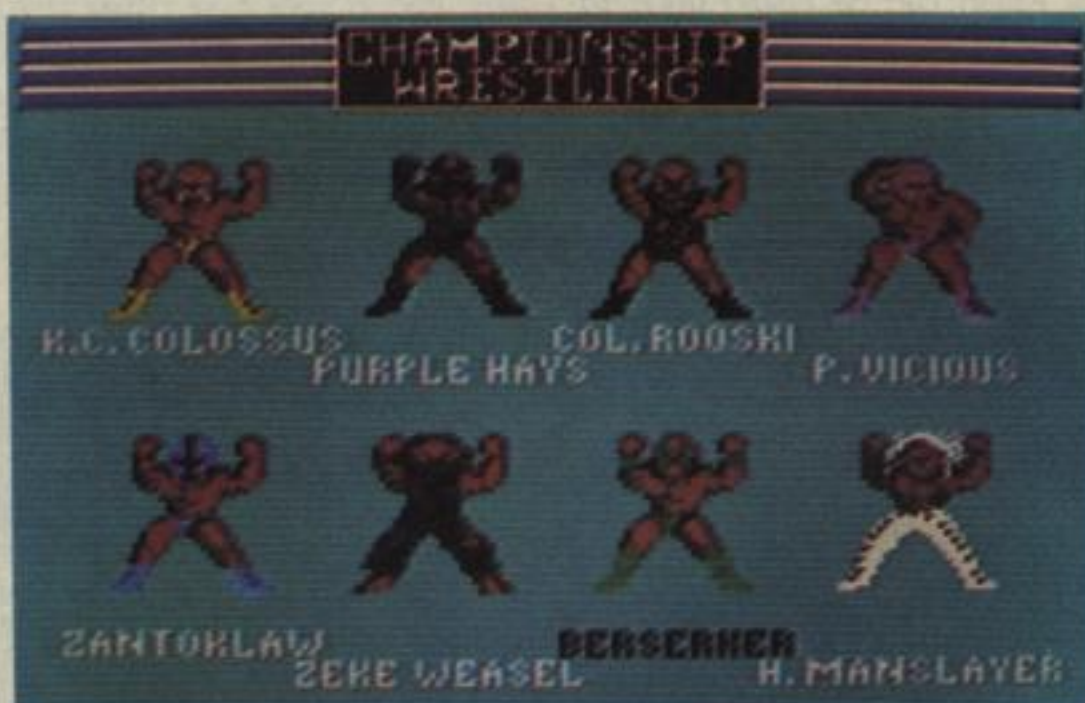 CHAMPIONSHIP
WRESTLING
K.C. COLOSSUS
PURPLE HAYS
COL. ROOSKI
P. VICIOUS
ZANTOKLAW
ZEKE WEASEL
BERSERKER
H. MANSLAYER